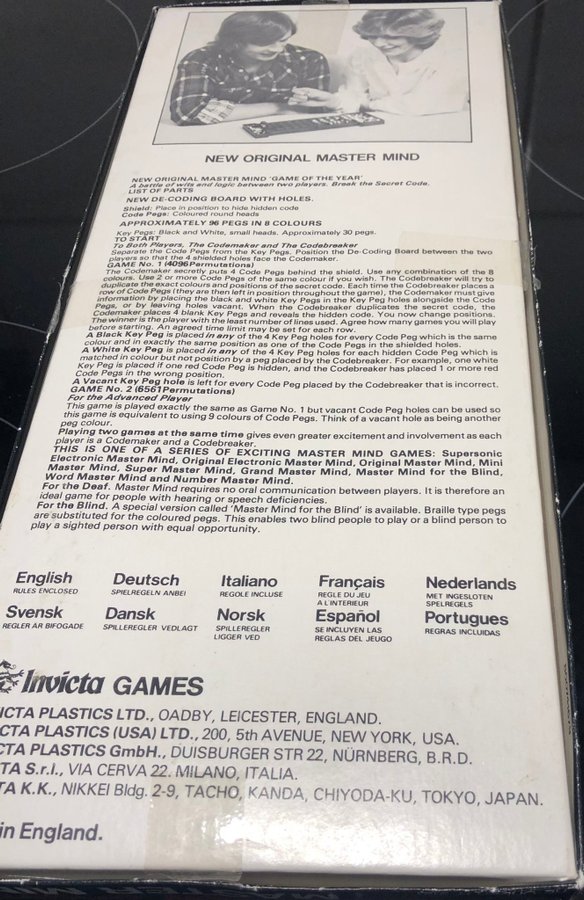 NEW ORIGINAL MASTER MIND
NEW ORIGINAL MASTER MIND 'GAME OF THE YEAR'
A battle of wits and logic between two players. Break the Secret Code.
LIST OF PARTS
NEW DE-CODING BOARD WITH HOLES.
Shield: Place in position to hide hidden code
Code Pegs: Coloured round heads
APPROXIMATELY 96 PEGS IN 8 COLOURS
Key Pegs: Black and White, small heads. Approximately 30 pegs.
TO START
To Both Players, The Codemaker and The Codebreaker
Separate the Code Pegs from the Key Pegs. Position the De-Coding Board between the two
players so that the 4 shielded holes face the Codemaker.
GAME No. 1 (4096Permutations)
The Codemaker secretly puts 4 Code Pegs behind the shield. Use any combination of the 8
colours. Use 2 or more Code Pegs of the same colour if you wish. The Codebreaker will try to
duplicate the exact colours and positions of the secret code. Each time the Codebreaker places a
row of Code Pegs (they are then left in position throughout the game), the Codemaker must give
information by placing the black and white Key Pegs in the Key Peg holes alongside the Code
Pegs, or by leaving holes vacant. When the Codebreaker duplicates the secret code, the
Codemaker places 4 blank Key Pegs and reveals the hidden code. You now change positions.
The winner is the player with the least number of lines used. Agree how many games you will play
before starting. An agreed time limit may be set for each row.
A Black Key Peg is placed in any of the 4 Key Peg holes for every Code Peg which is the same
colour and in exactly the same position as one of the Code Pegs in the shielded holes.
A White Key Peg is placed in any of the 4 Key Peg holes for each hidden Code Peg which is
matched in colour but not position by a peg placed by the Codebreaker. For example, one white
Key Peg is placed if one red Code Peg is hidden, and the Codebreaker has placed 1 or more red
Code Pegs in the wrong position.
A Vacant Key Peg hole is left for every Code Peg placed by the Codebreaker that is incorrect.
GAME No. 2 (6561Permutations)
For the Advanced Player
This game is played exactly the same as Game No. 1 but vacant Code Peg holes can be used so
this game is equivalent to using 9 colours of Code Pegs. Think of a vacant hole as being another
peg colour.
Playing two games at the same time gives even greater excitement and involvement as each
player is a Codemaker and a Codebreaker.
THIS IS ONE OF A SERIES OF EXCITING MASTER MIND GAMES: Supersonic
Electronic Master Mind, Original Electronic Master Mind, Original Master Mind, Mini
Master Mind, Super Master Mind, Grand Master Mind, Master Mind for the Blind,
Word Master Mind and Number Master Mind.
For the Deaf. Master Mind requires no oral communication between players. It is therefore an
ideal game for people with hearing or speech deficiencies.
For the Blind. A special version called 'Master Mind for the Blind' is available. Braille type pegs
are substituted for the coloured pegs. This enables two blind people to play or a blind person to
play a sighted person with equal opportunity.
English Deutsch Italiano Français Nederlands
RULES ENCLOSED SPIELREGELN ANBEI REGOLE INCLUSE REGLE DU JEU MET INGESLOTEN
A L'INTERIEUR SPELREGELS
Svensk Dansk Norsk Español Portugues
REGLER ÄR BIFOGADE SPILLEREGLER VEDLAGT SPILLEREGLER SE INCLUYEN LAS REGRAS INCLUIDAS
LIGGER VED REGLAS DEL JEUGO
Invicta GAMES
ICTA PLASTICS LTD., OADBY, LEICESTER, ENGLAND.
CTA PLASTICS (USA) LTD., 200, 5th AVENUE, NEW YORK, USA.
CTA PLASTICS GmbH., DUISBURGER STR 22, NÜRNBERG, B.R.D.
TA S.r.l., VIA CERVA 22. MILANO, ITALIA.
TA K.K., NIKKEI Bldg. 2-9, TACHO, KANDA, CHIYODA-KU, TOKYO, JAPAN.
in England.